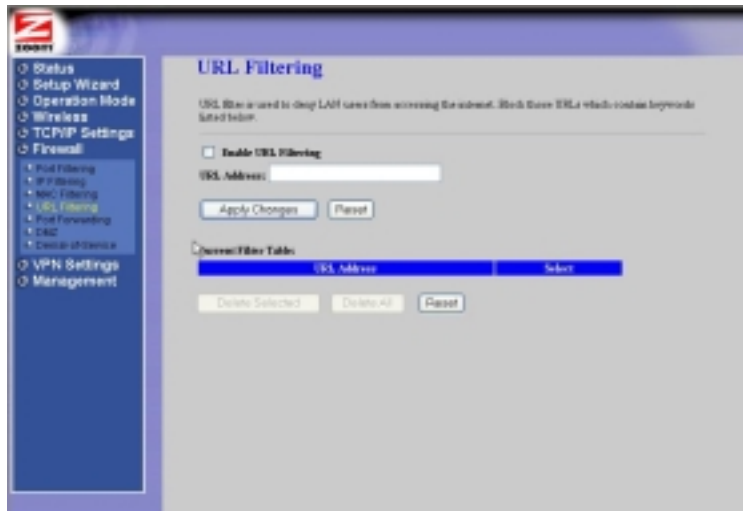 ZOOM
Status
Setup Wizard
Operation Mode
Wireless
TCP/IP Settings
Firewall
Port Filtering
IP Filtering
MAC Filtering
URL Filtering
Port Forwarding
DMZ
Denial-of-Service
VPN Settings
Management
URL Filtering
URL filter is used to deny LAN users from accessing the internet. Block those URLs which contain keywords
listed below.
Enable URL Filtering
URL Address:
Apply Changes
Reset
Current Filter Table:
URL Address
Select
Delete Selected
Delete All
Reset